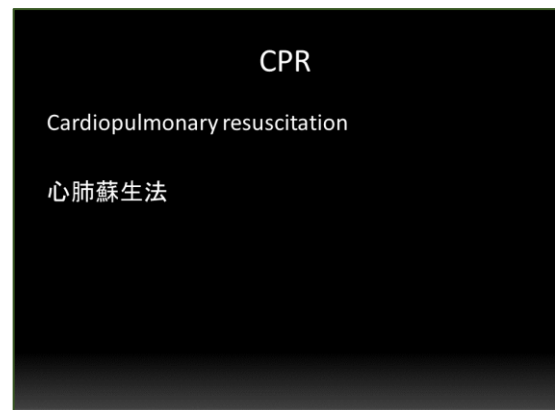 CPR
Cardiopulmonary resuscitation
心肺蘇生法